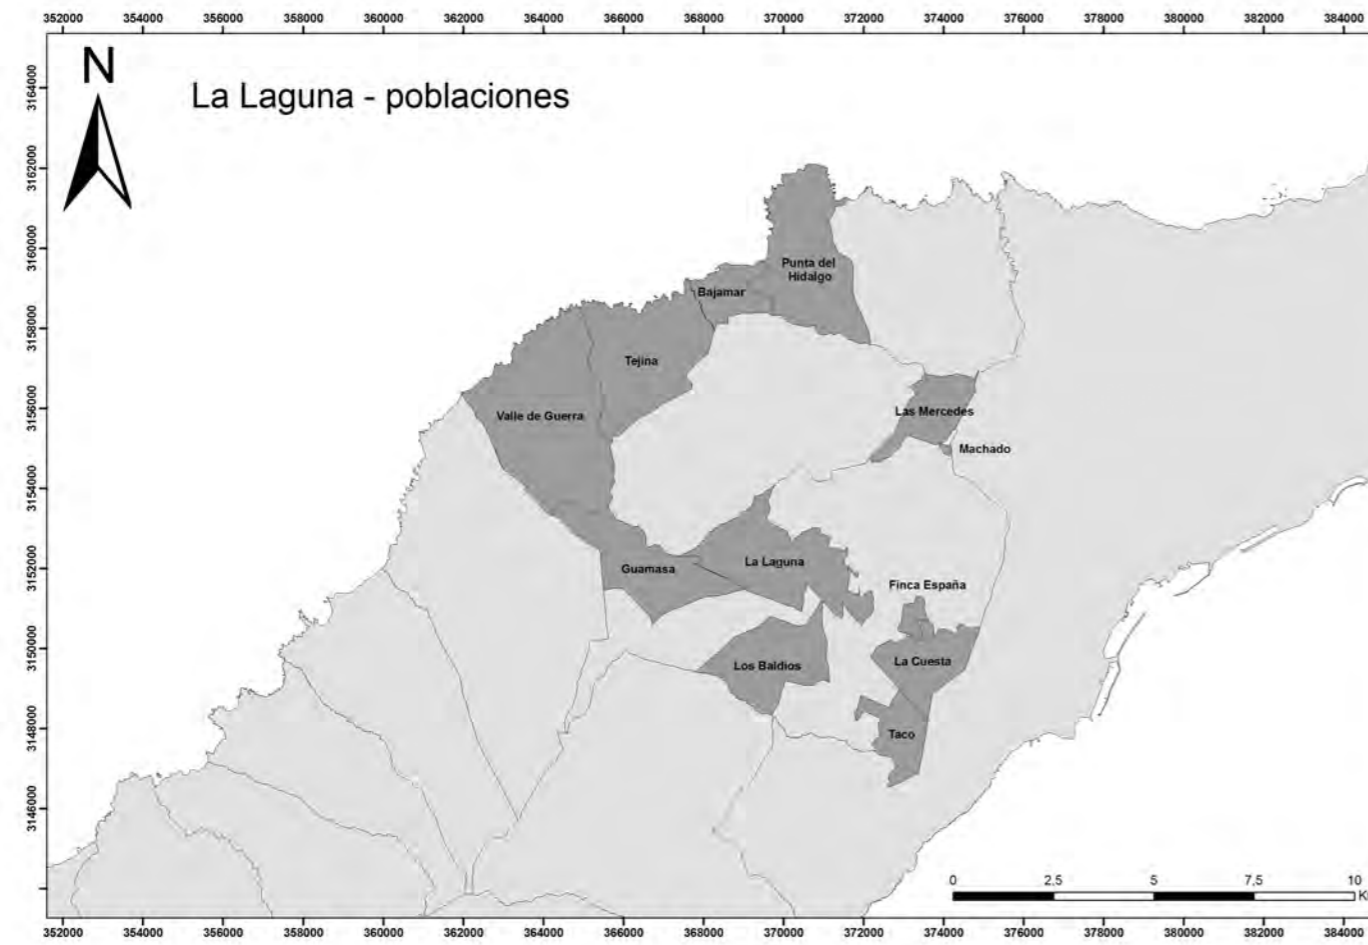 352000 354000 356000 358000 360000 362000 364000 366000 368000 370000 372000 374000 376000 378000 380000 382000 384000
N
La Laguna - poblaciones
3164000
3162000
3160000
3158000
3156000
3154000
3152000
3150000
3148000
3146000
Punta del
Hidalgo
Bajamar
Tejina
Valle de Guerra
Las Mercedes
Machado
Guamasa
La Laguna
Finca España
Los Baldios
La Cuesta
Taco
0 2,5 5 7,5 10
K
352000 354000 356000 358000 360000 362000 364000 366000 368000 370000 372000 374000 376000 378000 380000 382000 384000